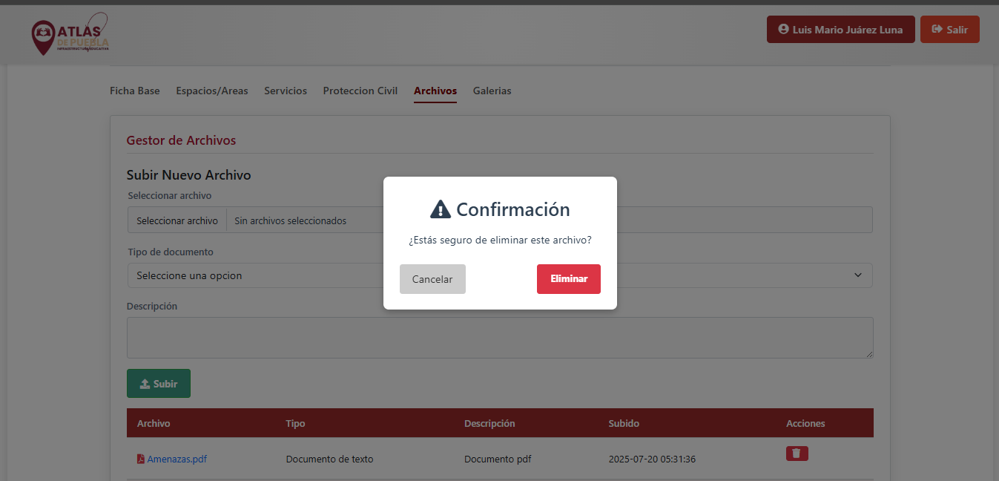 ATLAS
DE PUEBLA
INFRAESTRUCTURA EDUCATIVA
Luis Mario Juárez Luna
Salir
Ficha Base
Espacios/Areas
Servicios
Proteccion Civil
Archivos
Galerias
Gestor de Archivos
Subir Nuevo Archivo
Seleccionar archivo
Seleccionar archivo
Sin archivos seleccionados
Tipo de documento
Seleccione una opcion
Descripción
Confirmación
¿Estás seguro de eliminar este archivo?
Cancelar
Eliminar
Subir
Archivo
Tipo
Descripción
Subido
Acciones
Amenazas.pdf
Documento de texto
Documento pdf
2025-07-20 05:31:36